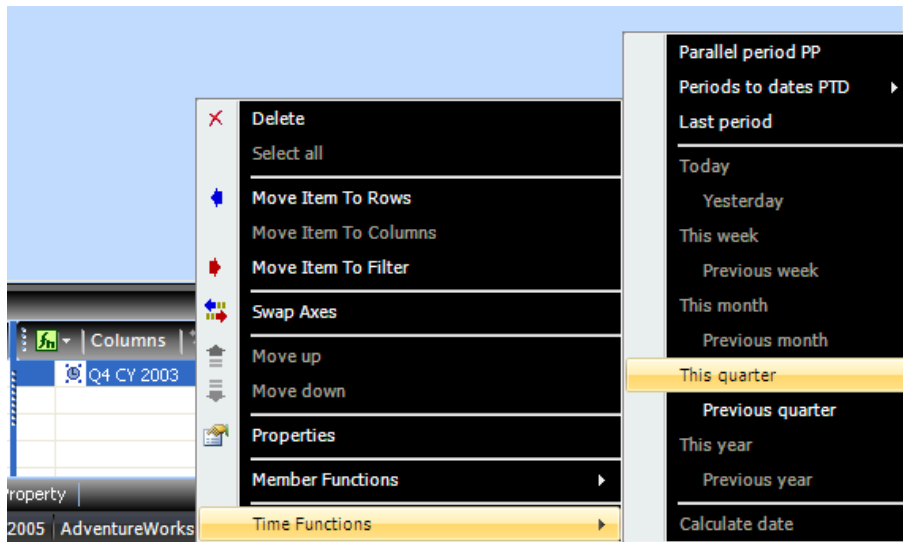 Parallel period PP
Periods to dates PTD
Last period
Today
Yesterday
This week
Previous week
This month
Previous month
This quarter
Previous quarter
This year
Previous year
Calculate date
Delete
Select all
Move Item To Rows
Move Item To Columns
Move Item To Filter
Swap Axes
Move up
Move down
Properties
Member Functions
Time Functions
fn Columns
Q4 CY 2003
Property
2005 AdventureWorks